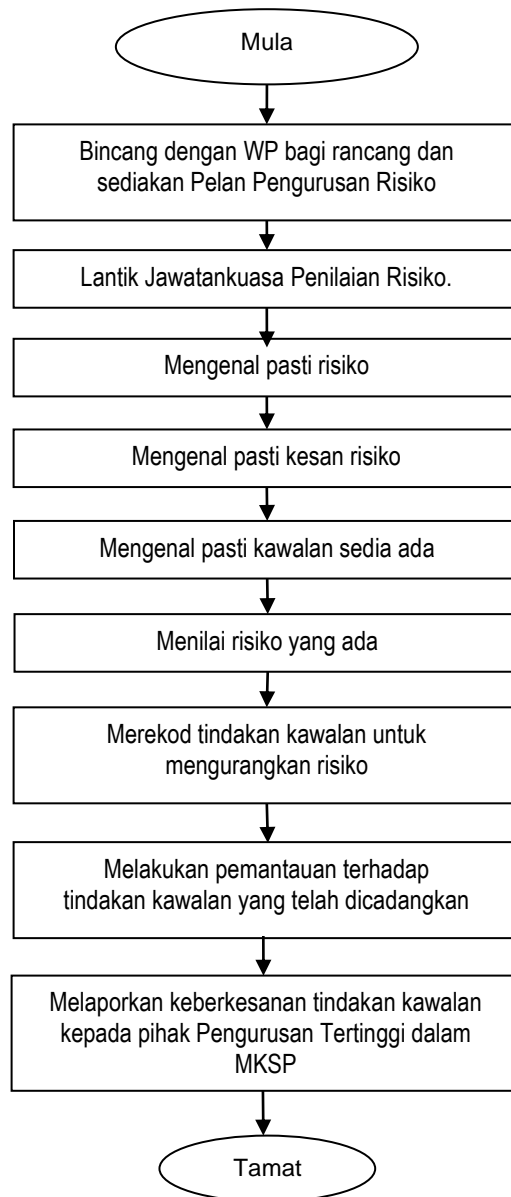 Mula
Bincang dengan WP bagi rancang dan
sediakan Pelan Pengurusan Risiko
Lantik Jawatankuasa Penilaian Risiko.
Mengenal pasti risiko
Mengenal pasti kesan risiko
Mengenal pasti kawalan sedia ada
Menilai risiko yang ada
Merekod tindakan kawalan untuk
mengurangkan risiko
Melakukan pemantauan terhadap
tindakan kawalan yang telah dicadangkan
Melaporkan keberkesanan tindakan kawalan
kepada pihak Pengurusan Tertinggi dalam
MKSP
Tamat